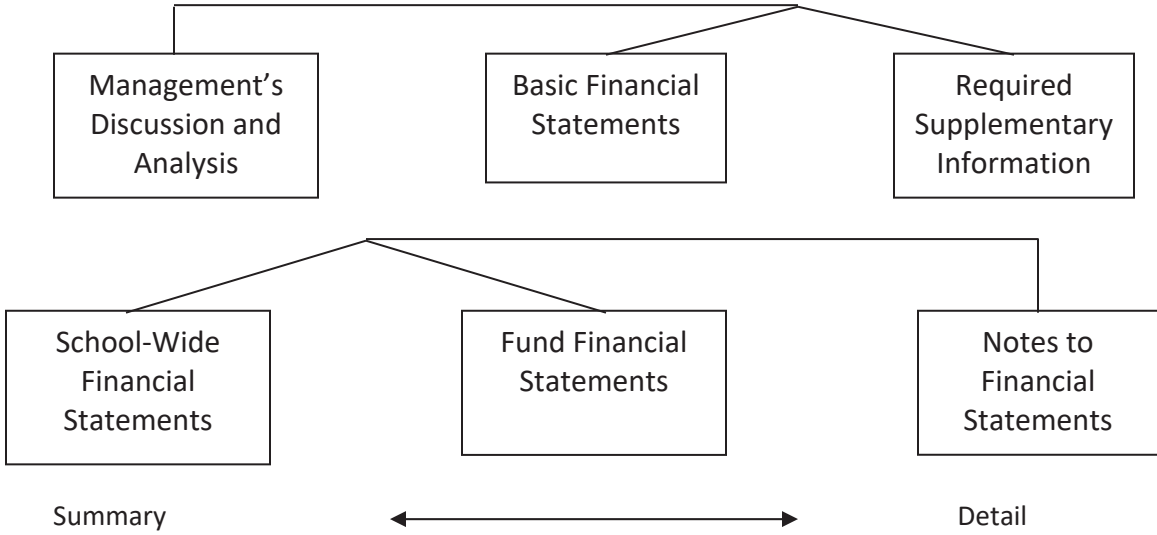 Management’s
Discussion and
Analysis
Basic Financial
Statements
Required
Supplementary
Information
School-Wide
Financial
Statements
Fund Financial
Statements
Notes to
Financial
Statements
Summary
Detail